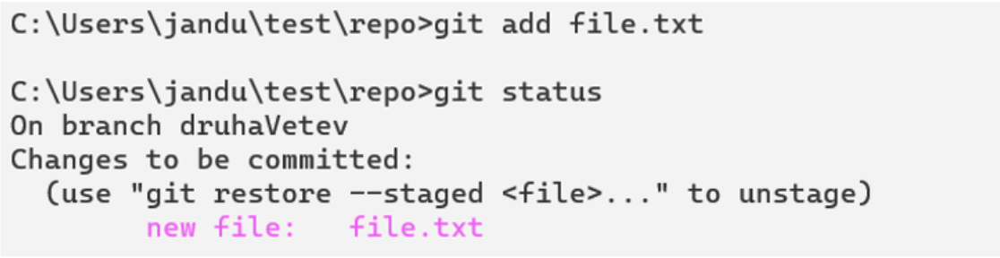 C:\Users\jandu\test\repo>git add file.txt
C:\Users\jandu\test\repo>git status
On branch druhaVetev
Changes to be committed:
(use "git restore --staged <file>..." to unstage)
new file: file.txt